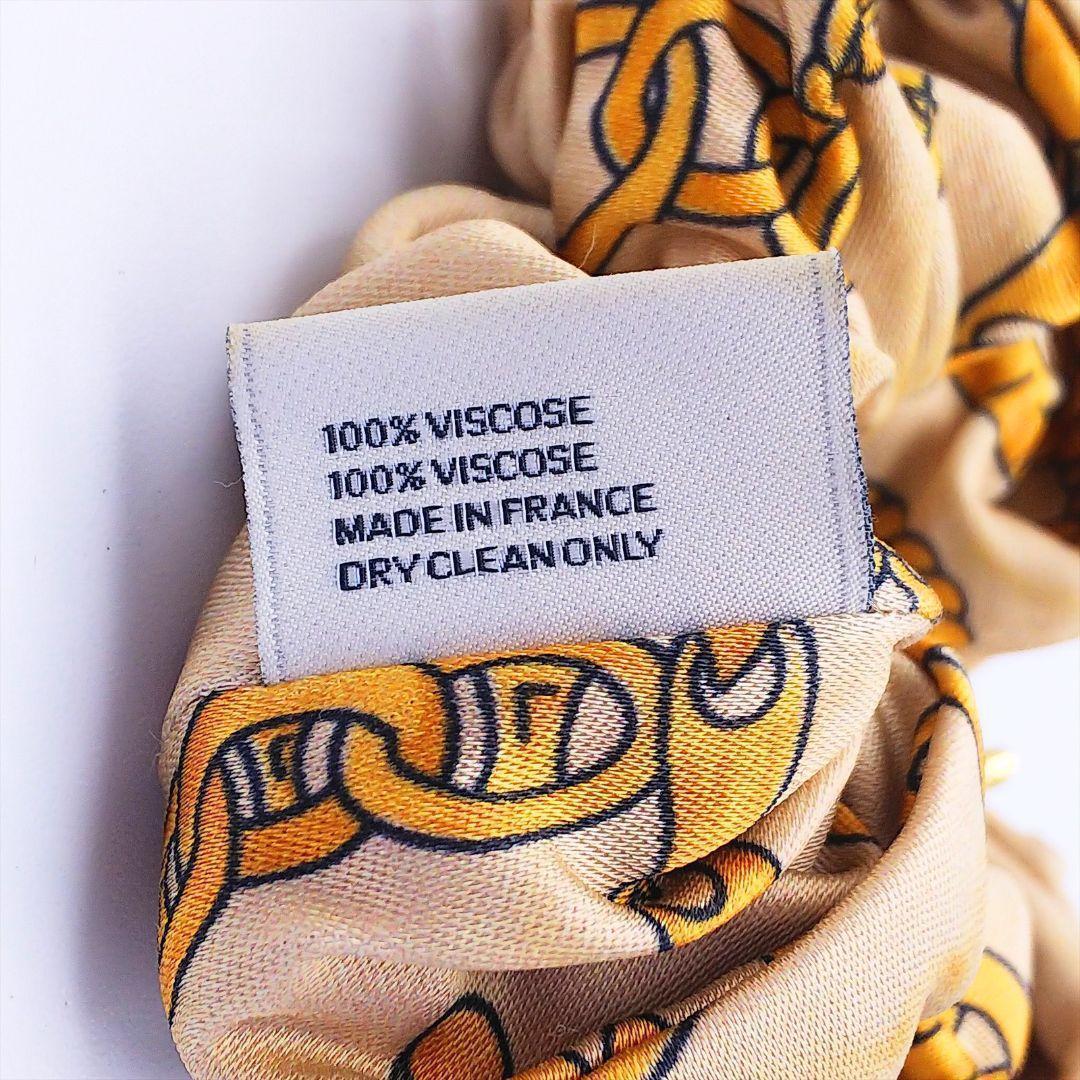 100% VISCOSE
100% VISCOSE
MADE IN FRANCE
DRY CLEAN ONLY